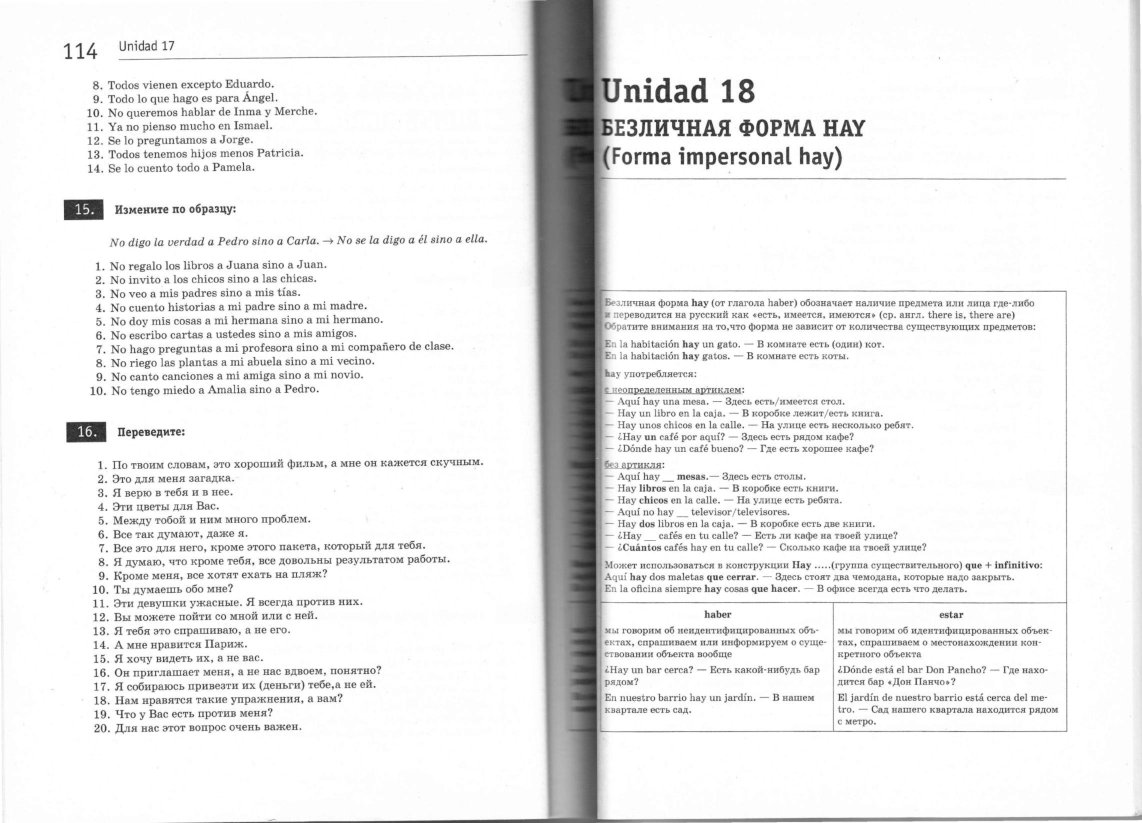 114 Unidad 17
8. Todos vienen excepto Eduardo.
9. Todo lo que hago es para Ángel.
10. No queremos hablar de Inma y Merche.
11. Ya no pienso mucho en Ismael.
12. Se lo preguntamos a Jorge.
13. Todos tenemos hijos menos Patricia.
14. Se lo cuento todo a Pamela.
15. Измените по образцу:
No digo la verdad a Pedro sino a Carla. → No se la digo a él sino a ella.
1. No regalo los libros a Juana sino a Juan.
2. No invito a los chicos sino a las chicas.
3. No veo a mis padres sino a mis tías.
4. No cuento historias a mi padre sino a mi madre.
5. No doy mis cosas a mi hermana sino a mi hermano.
6. No escribo cartas a ustedes sino a mis amigos.
7. No hago preguntas a mi profesora sino a mi compañero de clase.
8. No riego las plantas a mi abuela sino a mi vecino.
9. No canto canciones a mi amiga sino a mi novio.
10. No tengo miedo a Amalia sino a Pedro.
16. Переведите:
1. По твоим словам, это хороший фильм, а мне он кажется скучным.
2. Это для меня загадка.
3. Я верю в тебя и в нее.
4. Эти цветы для Вас.
5. Между тобой и ним много проблем.
6. Все так думают, даже я.
7. Все это для него, кроме этого пакета, который для тебя.
8. Я думаю, что кроме тебя, все довольны результатом работы.
9. Кроме меня, все хотят ехать на пляж?
10. Ты думаешь обо мне?
11. Эти девушки ужасные. Я всегда против них.
12. Вы можете пойти со мной или с ней.
13. Я тебя это спрашиваю, а не его.
14. А мне нравится Париж.
15. Я хочу видеть их, а не вас.
16. Он приглашает меня, а не нас вдвоем, понятно?
17. Я собираюсь привезти их (деньги) тебе,а не ей.
18. Нам нравятся такие упражнения, а вам?
19. Что у Вас есть против меня?
20. Для нас этот вопрос очень важен.
Unidad 18
БЕЗЛИЧНАЯ ФОРМА HAY
(Forma impersonal hay)
Безличная форма hay (от глагола haber) обозначает наличие предмета или лица где-либо
и переводится на русский как «есть, имеется, имеются» (ср. англ. there is, there are)
Обратите внимания на то,что форма не зависит от количества существующих предметов:
En la habitación hay un gato. — В комнате есть (один) кот.
En la habitación hay gatos. — В комнате есть коты.
hay употребляется:
с неопределенным артиклем:
— Aquí hay una mesa. — Здесь есть/имеется стол.
— Hay un libro en la caja. — В коробке лежит/есть книга.
— Hay unos chicos en la calle. — На улице есть несколько ребят.
— ¿Hay un café por aquí? — Здесь есть рядом кафе?
— ¿Dónde hay un café bueno? — Где есть хорошее кафе?
без артикля:
— Aquí hay __ mesas.— Здесь есть столы.
— Hay libros en la caja. — В коробке есть книги.
— Hay chicos en la calle. — На улице есть ребята.
— Aquí no hay __ televisor/televisores.
— Hay dos libros en la caja. — В коробке есть две книги.
— ¿Hay __ cafés en tu calle? — Есть ли кафе на твоей улице?
— ¿Cuántos cafés hay en tu calle? — Сколько кафе на твоей улице?
Может использоваться в конструкции Hay .....(группа существительного) que + infinitivo:
Aquí hay dos maletas que cerrar. — Здесь стоят два чемодана, которые надо закрыть.
En la oficina siempre hay cosas que hacer. — В офисе всегда есть что делать.
haber
мы говорим об неидентифицированных объ-
ектах, спрашиваем или информируем о суще-
ствовании объекта вообще
¿Hay un bar cerca? — Есть какой-нибудь бар
рядом?
En nuestro barrio hay un jardín. — В нашем
квартале есть сад.
estar
мы говорим об идентифицированных объек-
тах, спрашиваем о местонахождении кон-
кретного объекта
¿Dónde está el bar Don Pancho? — Где нахо-
дится бар «Дон Панчо»?
El jardín de nuestro barrio está cerca del me-
tro. — Сад нашего квартала находится рядом
с метро.